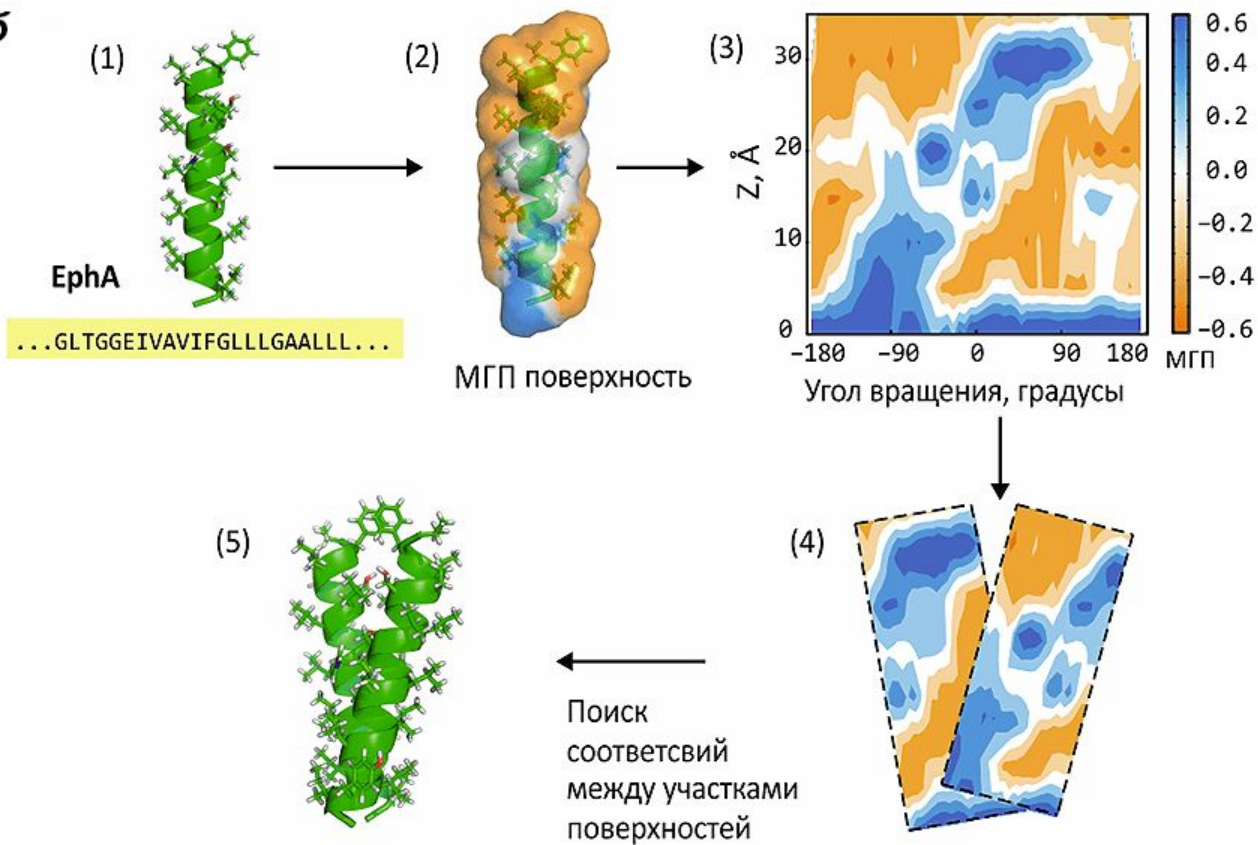 б
(1)
(2)
(3)
EphA
...GLTGGEIVAVIFGLLLGAALLL...
МГП поверхность
Z, Å
30
20
10
0
-180 -90 0 90 180
Угол вращения, градусы
0.6
0.4
0.2
0.0
-0.2
-0.4
-0.6
МГП
(4)
(5)
Поиск
соответсвий
между участками
поверхностей